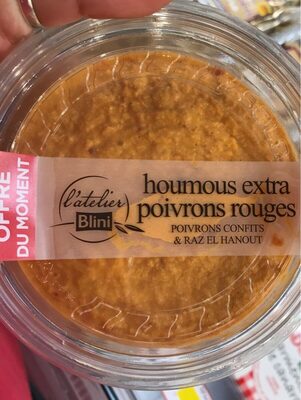 OFFRE
DU MOMENT
l'atelier
Blini
houmous extra
poivrons rouges
POIVRONS CONFITS
& RAZ EL HANOUT